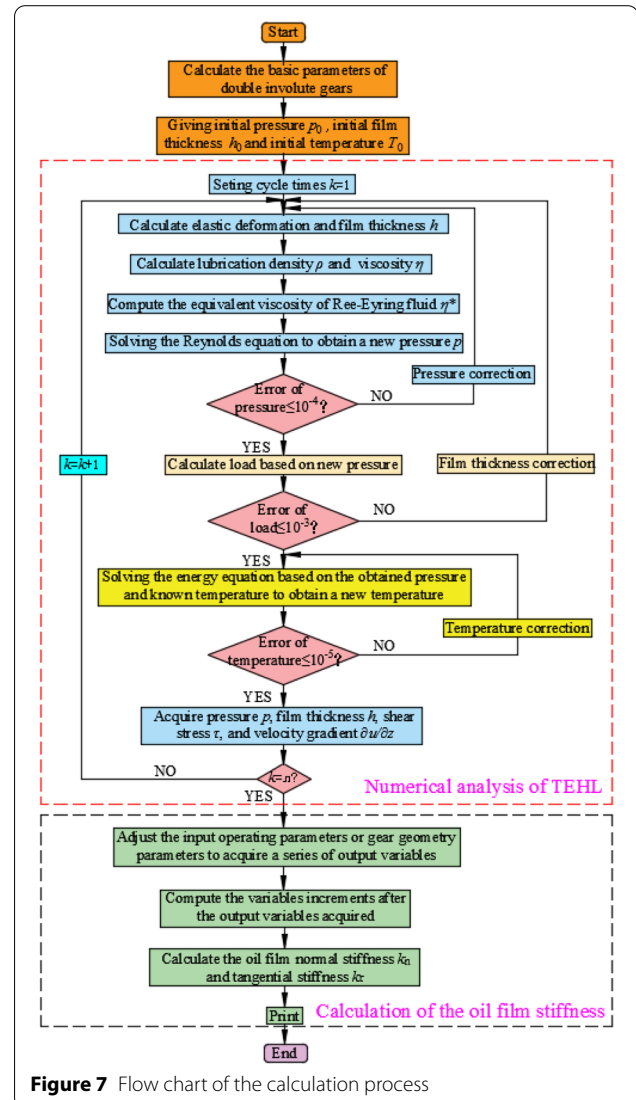 Start
Calculate the basic parameters of
double involute gears
Giving initial pressure p₀ , initial film
thickness h₀ and initial temperature T₀
Seting cycle times k=1
Calculate elastic deformation and film thickness h
Calculate lubrication density ρ and viscosity η
Compute the equivalent viscosity of Ree-Eyring fluid η*
Solving the Reynolds equation to obtain a new pressure p
Pressure correction
Error of
pressure≤10⁻⁴?
NO
YES
k=k+1
Calculate load based on new pressure
Film thickness correction
Error of
load≤10⁻³?
NO
YES
Solving the energy equation based on the obtained pressure
and known temperature to obtain a new temperature
Temperature correction
Error of
temperature≤10⁻⁵?
NO
YES
Acquire pressure p, film thickness h, shear
stress τ, and velocity gradient ∂u/∂z
NO
k=n?
YES
Numerical analysis of TEHL
Adjust the input operating parameters or gear geometry
parameters to acquire a series of output variables
Compute the variables increments after
the output variables acquired
Calculate the oil film normal stiffness kₙ
and tangential stiffness kτ
Print
Calculation of the oil film stiffness
End
Figure 7 Flow chart of the calculation process